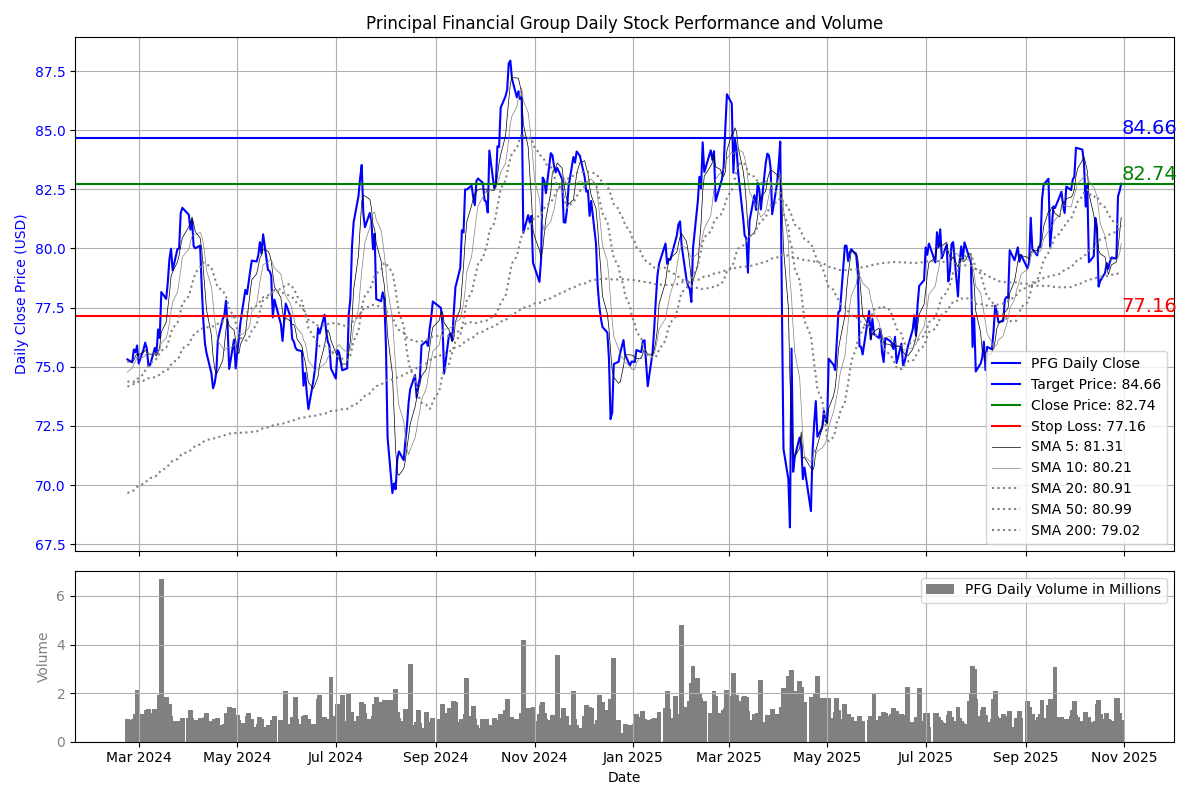 Principal Financial Group Daily Stock Performance and Volume
Daily Close Price (USD)
87.5
85.0
82.5
80.0
77.5
75.0
72.5
70.0
67.5
84.66
82.74
77.16
PFG Daily Close
Target Price: 84.66
Close Price: 82.74
Stop Loss: 77.16
SMA 5: 81.31
SMA 10: 80.21
SMA 20: 80.91
SMA 50: 80.99
SMA 200: 79.02
Volume
6
4
2
0
PFG Daily Volume in Millions
Mar 2024
May 2024
Jul 2024
Sep 2024
Nov 2024
Jan 2025
Mar 2025
May 2025
Jul 2025
Sep 2025
Nov 2025
Date